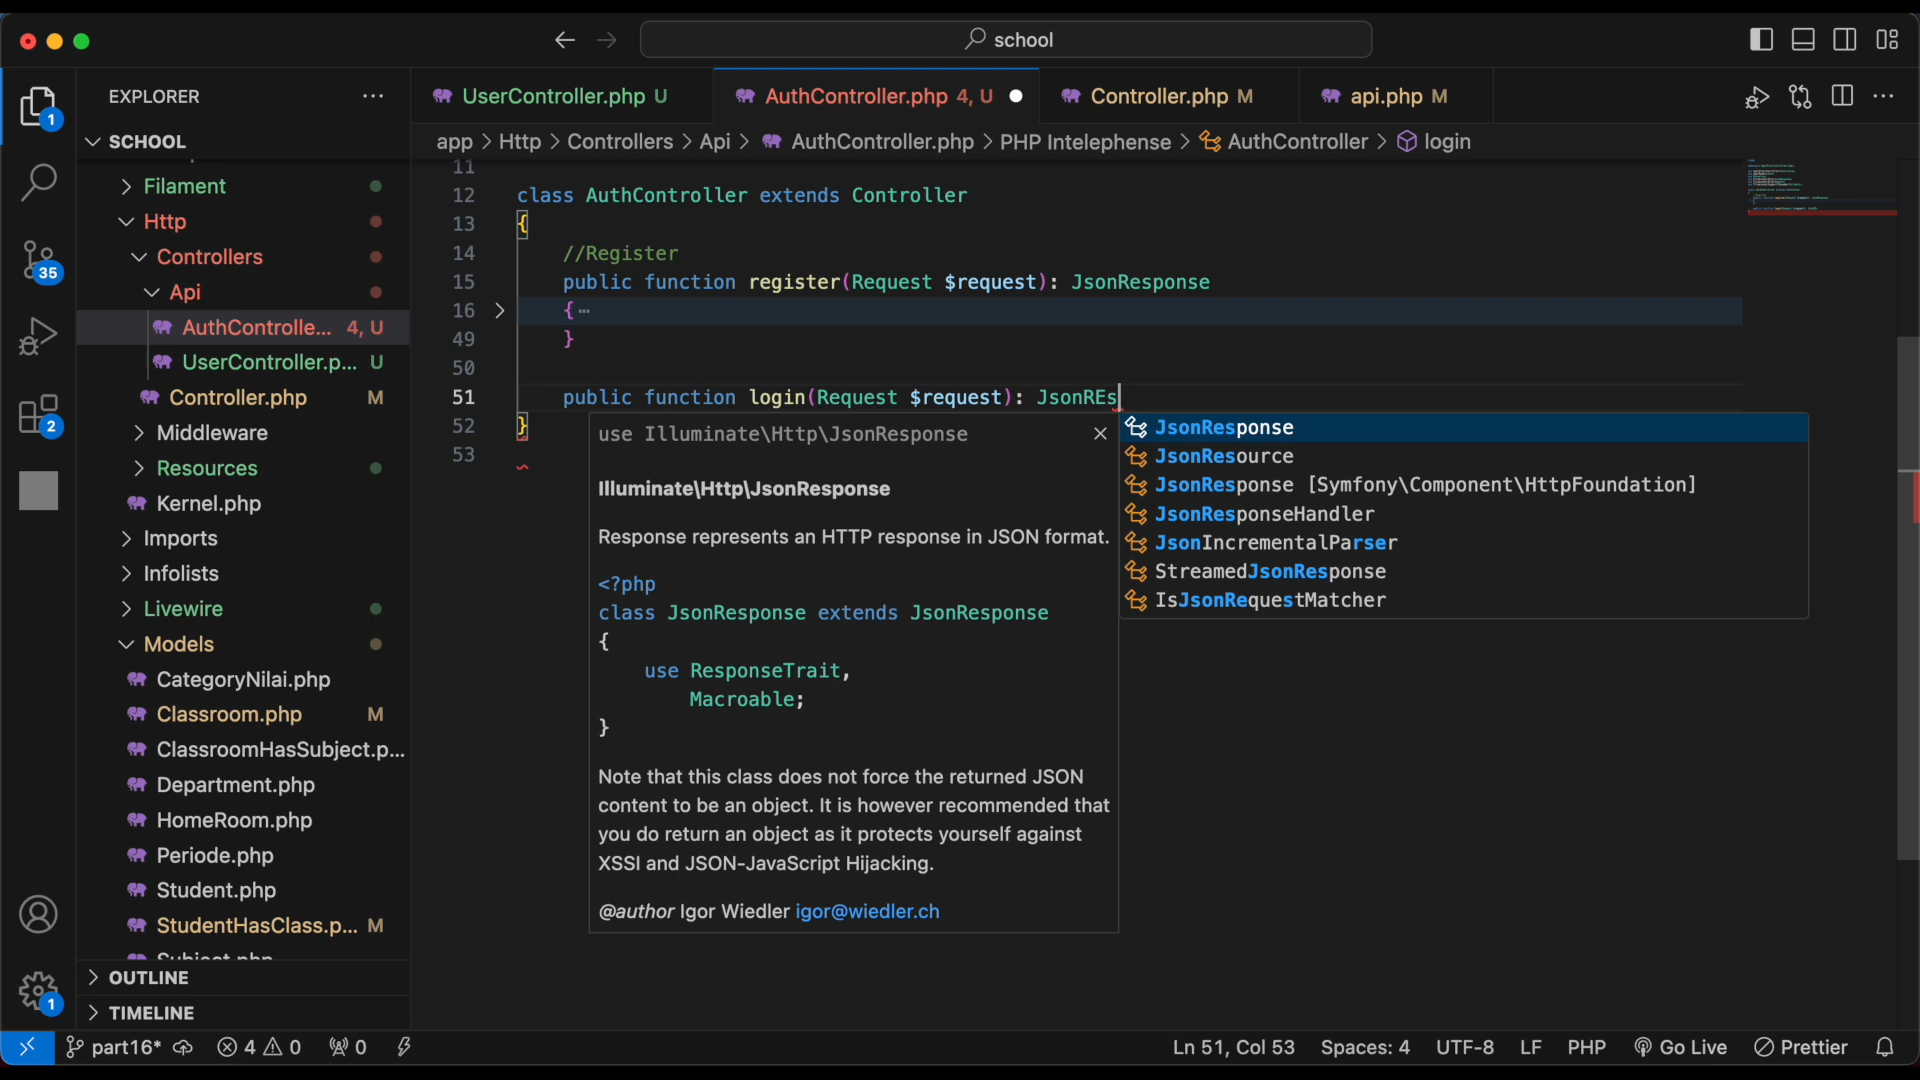 school
EXPLORER
SCHOOL
Filament
Http
Controllers
Api
AuthControlle... 4, U
UserController.p... U
Controller.php M
Middleware
Resources
Kernel.php
Imports
Infolists
Livewire
Models
CategoryNilai.php
Classroom.php M
ClassroomHasSubject.p...
Department.php
HomeRoom.php
Periode.php
Student.php
StudentHasClass.p... M
OUTLINE
TIMELINE
1
35
2
1
UserController.php U
AuthController.php 4, U
Controller.php M
api.php M
app > Http > Controllers > Api > AuthController.php > PHP Intelephense > AuthController > login
11
12 class AuthController extends Controller
13 {
14 //Register
15 public function register(Request $request): JsonResponse
16 { ⋯
49 }
50
51 public function login(Request $request): JsonREs
52 }
53
use Illuminate\Http\JsonResponse
Illuminate\Http\JsonResponse
Response represents an HTTP response in JSON format.
<?php
class JsonResponse extends JsonResponse
{
use ResponseTrait,
Macroable;
}
Note that this class does not force the returned JSON
content to be an object. It is however recommended that
you do return an object as it protects yourself against
XSSI and JSON-JavaScript Hijacking.
@author Igor Wiedler igor@wiedler.ch
JsonResponse
JsonResource
JsonResponse [Symfony\Component\HttpFoundation]
JsonResponseHandler
JsonIncrementalParser
StreamedJsonResponse
IsJsonRequestMatcher
part16* 4 0 0
Ln 51, Col 53 Spaces: 4 UTF-8 LF PHP Go Live Prettier